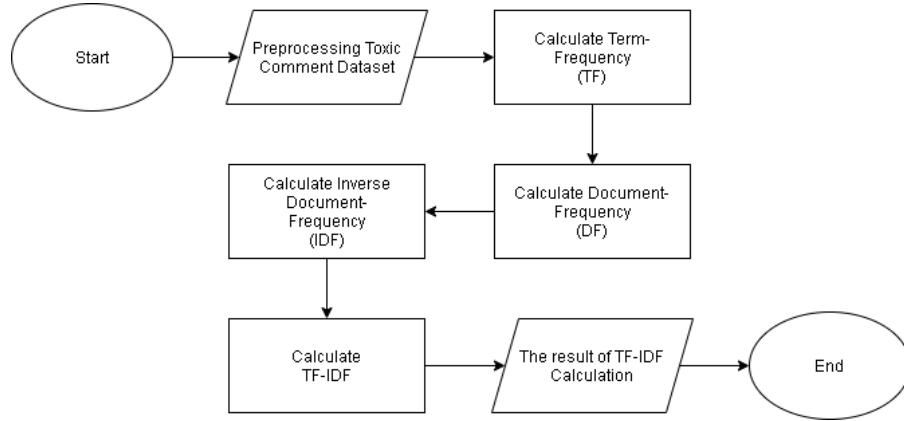 Start
Preprocessing Toxic
Comment Dataset
Calculate Term-
Frequency
(TF)
Calculate Inverse
Document-
Frequency
(IDF)
Calculate Document-
Frequency
(DF)
Calculate
TF-IDF
The result of TF-IDF
Calculation
End